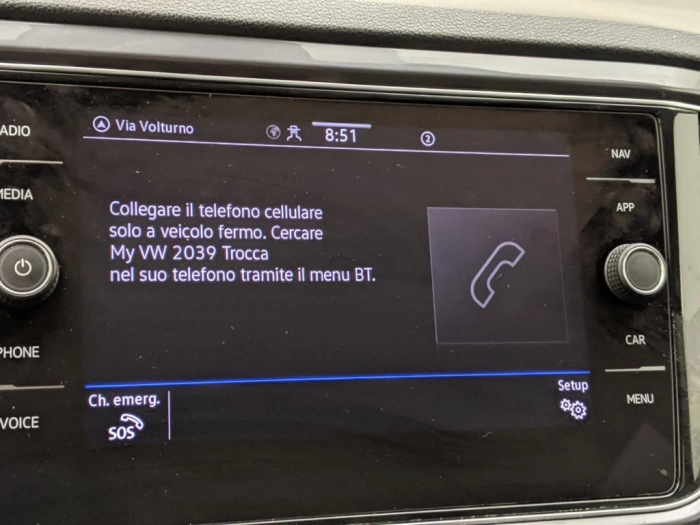 ADIO
MEDIA
PHONE
VOICE
Via Volturno
8:51
2
Collegare il telefono cellulare
solo a veicolo fermo. Cercare
My VW 2039 Trocca
nel suo telefono tramite il menu BT.
Ch. emerg.
SOS
Setup
NAV
APP
CAR
MENU